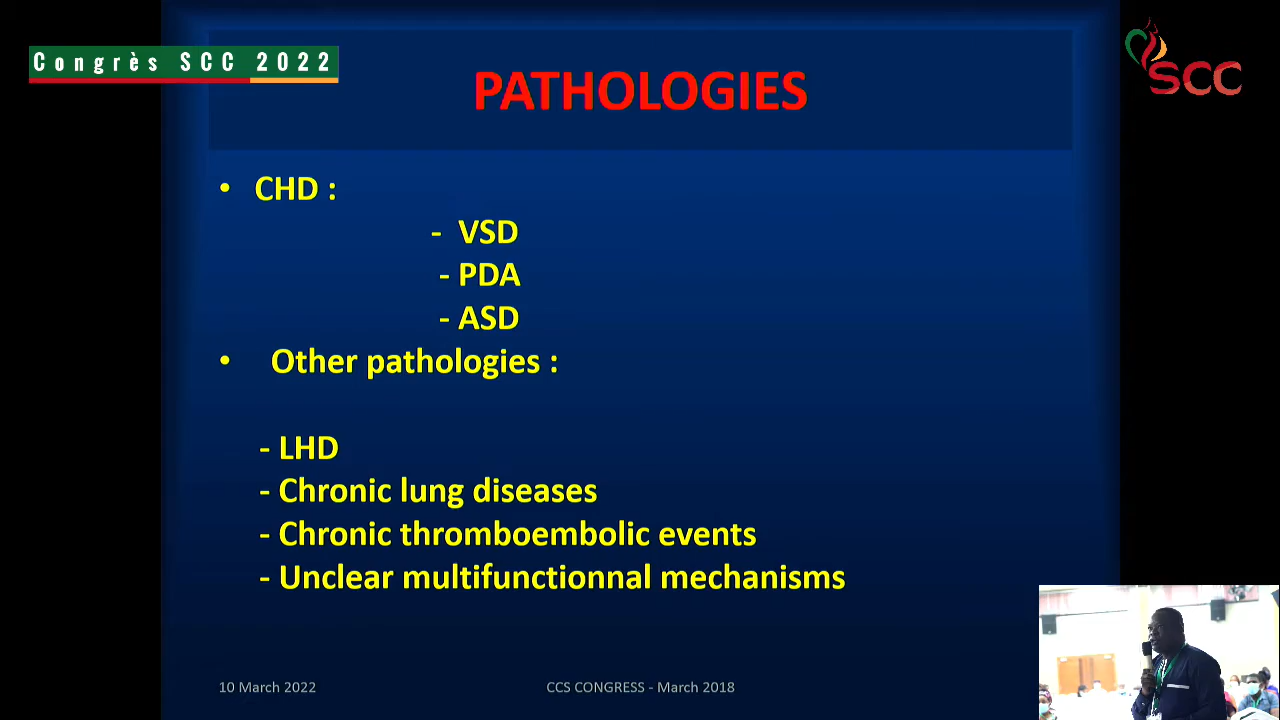 Congrès SCC 2022
SCC
PATHOLOGIES
• CHD :
- VSD
- PDA
- ASD
• Other pathologies :
- LHD
- Chronic lung diseases
- Chronic thromboembolic events
- Unclear multifunctionnal mechanisms
10 March 2022
CCS CONGRESS - March 2018